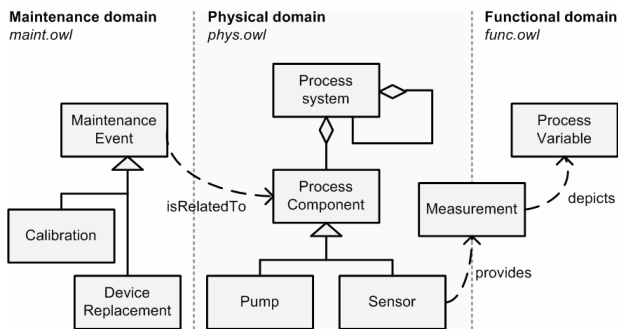 Maintenance domain
maint.owl
Physical domain
phys.owl
Functional domain
func.owl
Maintenance
Event
Process
system
Process
Variable
isRelatedTo
Process
Component
Measurement
depicts
Calibration
Device
Replacement
Pump
Sensor
provides